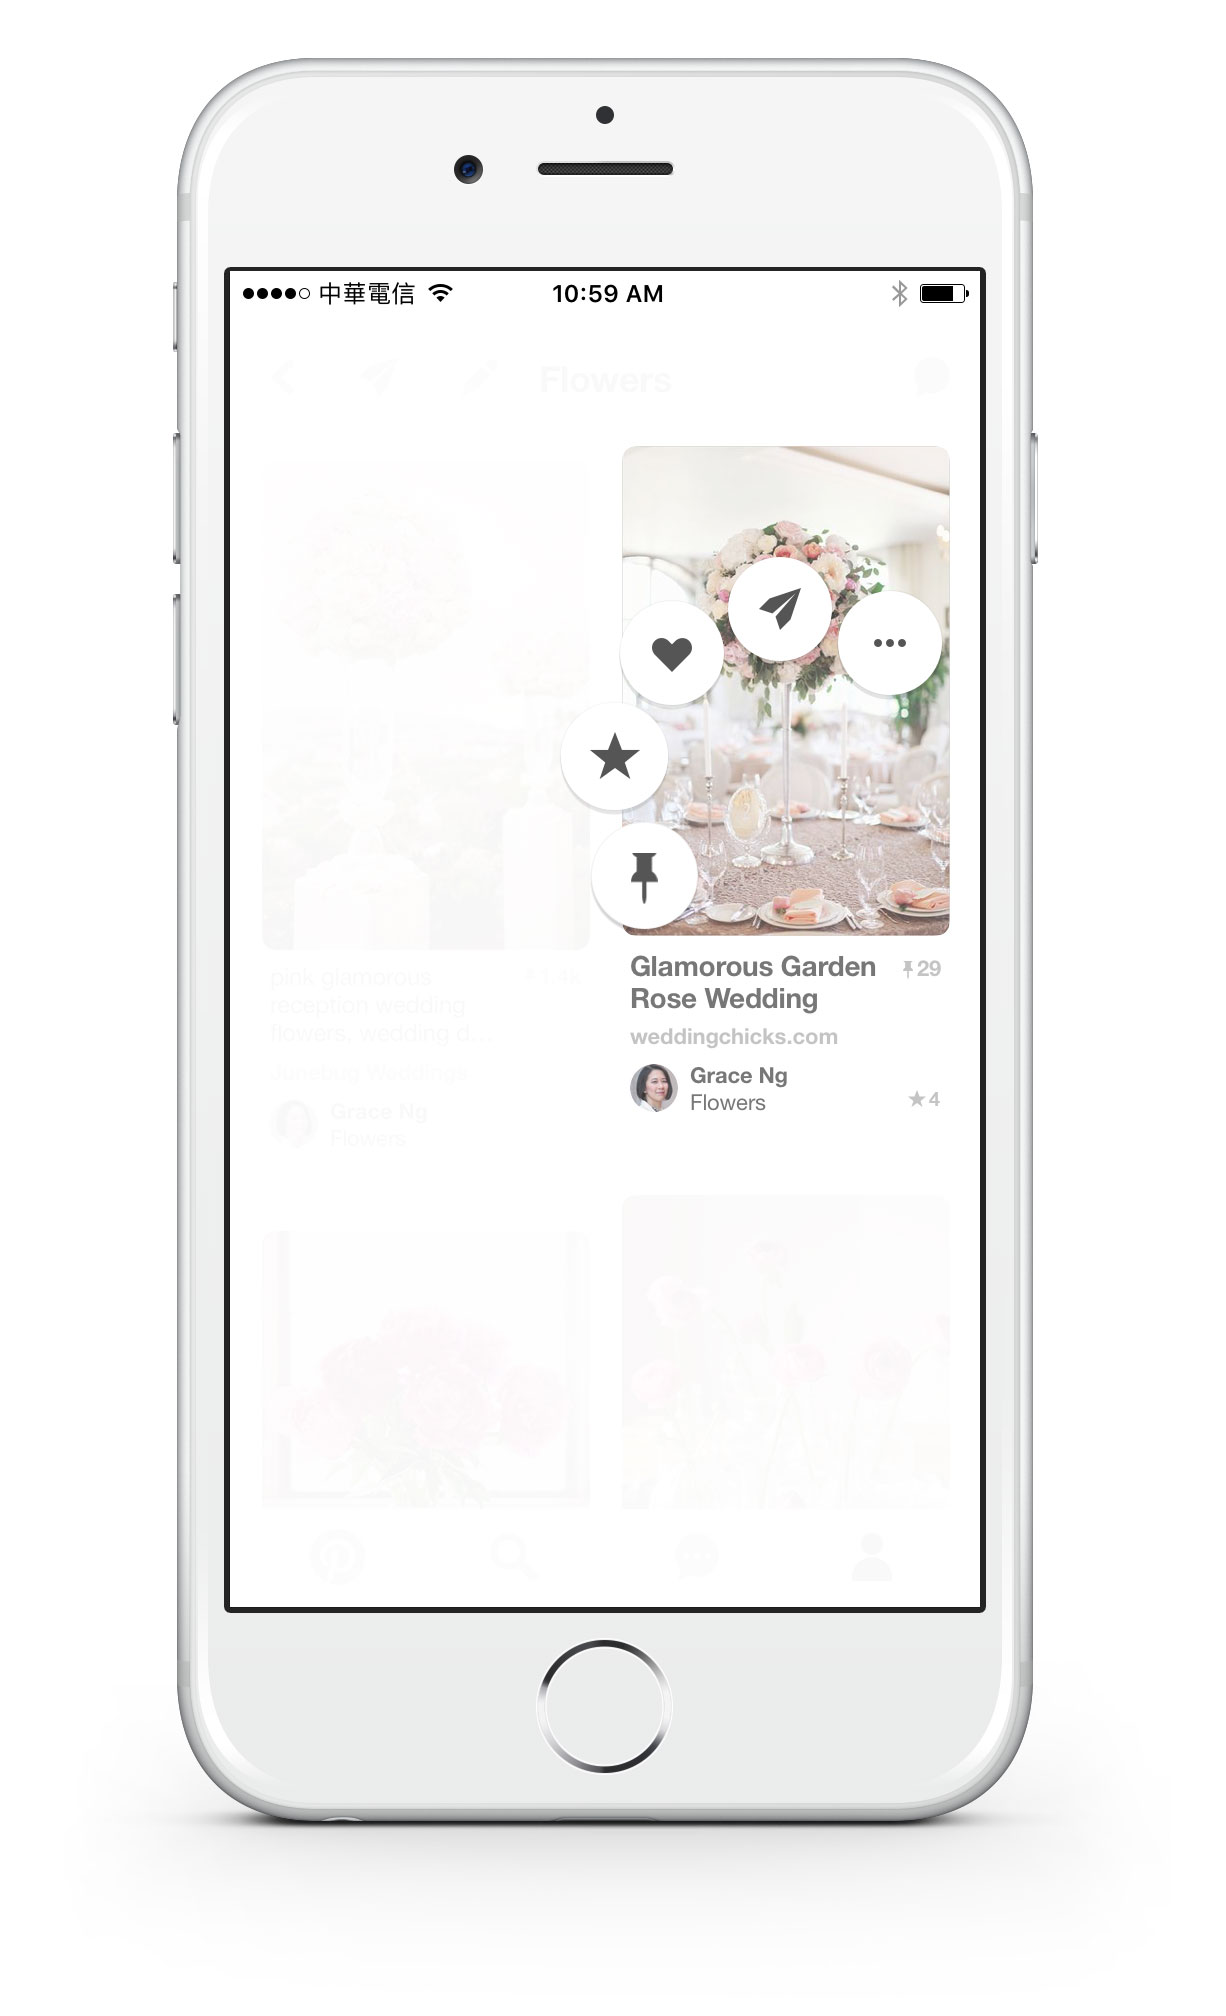 中華電信
10:59 AM
Flowers
Glamorous Garden
Rose Wedding
29
weddingchicks.com
Grace Ng
Flowers
4
pink glamorous
1.4k
reception wedding
flowers, wedding d...
Junebug Weddings
Grace Ng
Flowers